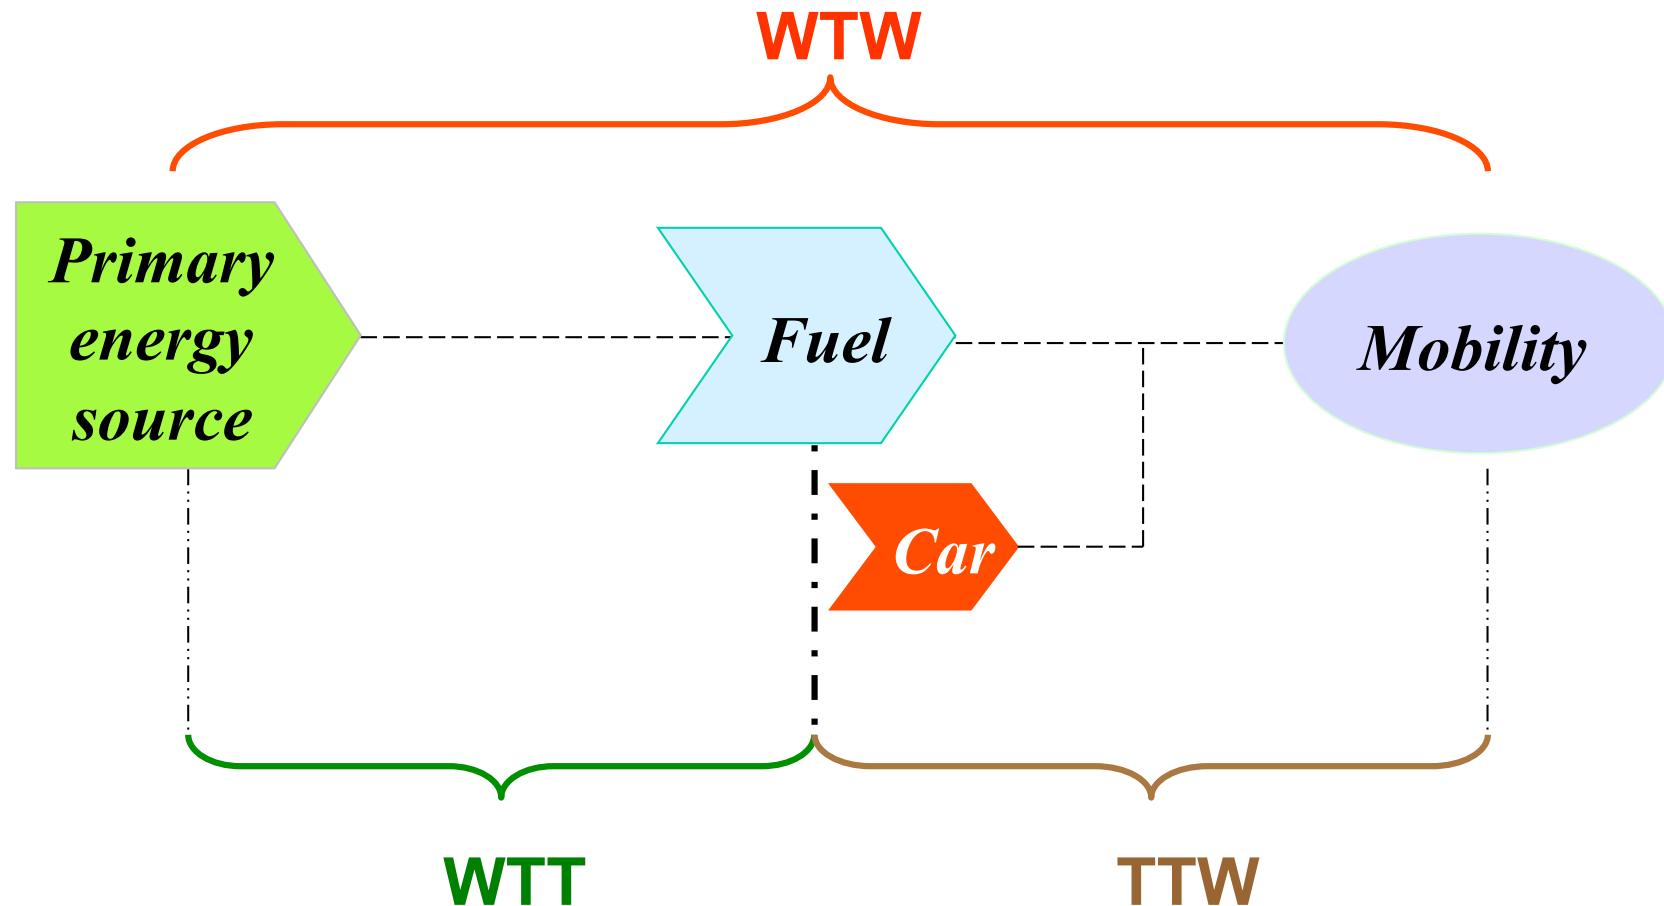 WTW
Primary
energy
source
Fuel
Mobility
Car
WTT
TTW